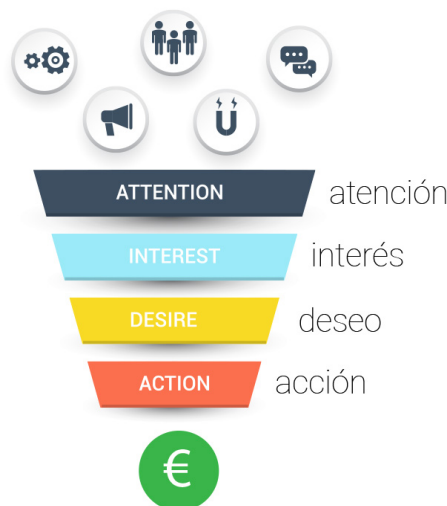 ATTENTION atención
INTEREST interés
DESIRE deseo
ACTION acción
€